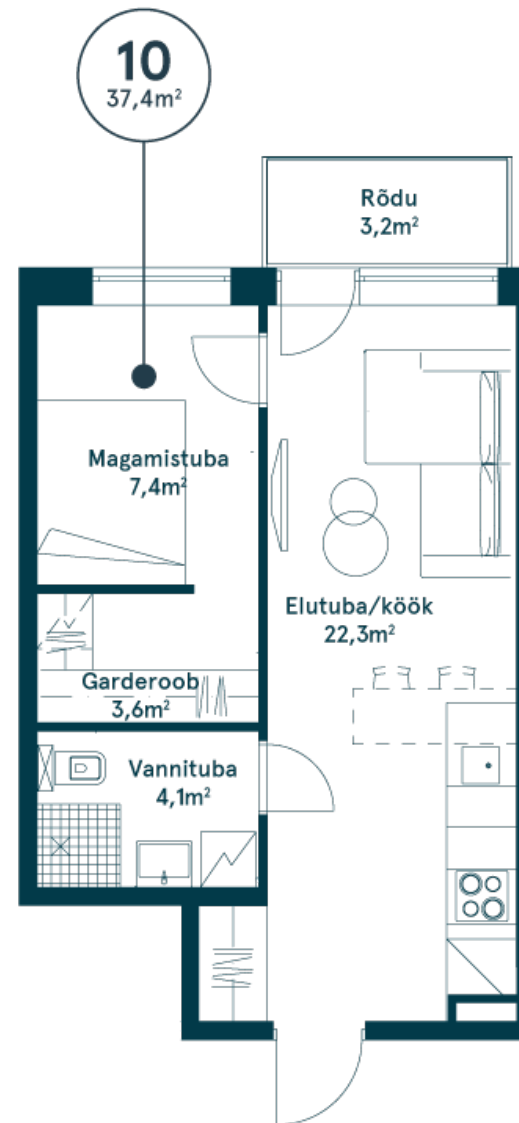 10
37,4m²
Rõdu
3,2m²
Magamistuba
7,4m²
Elutuba/köök
22,3m²
Garderoob
3,6m²
Vannituba
4,1m²